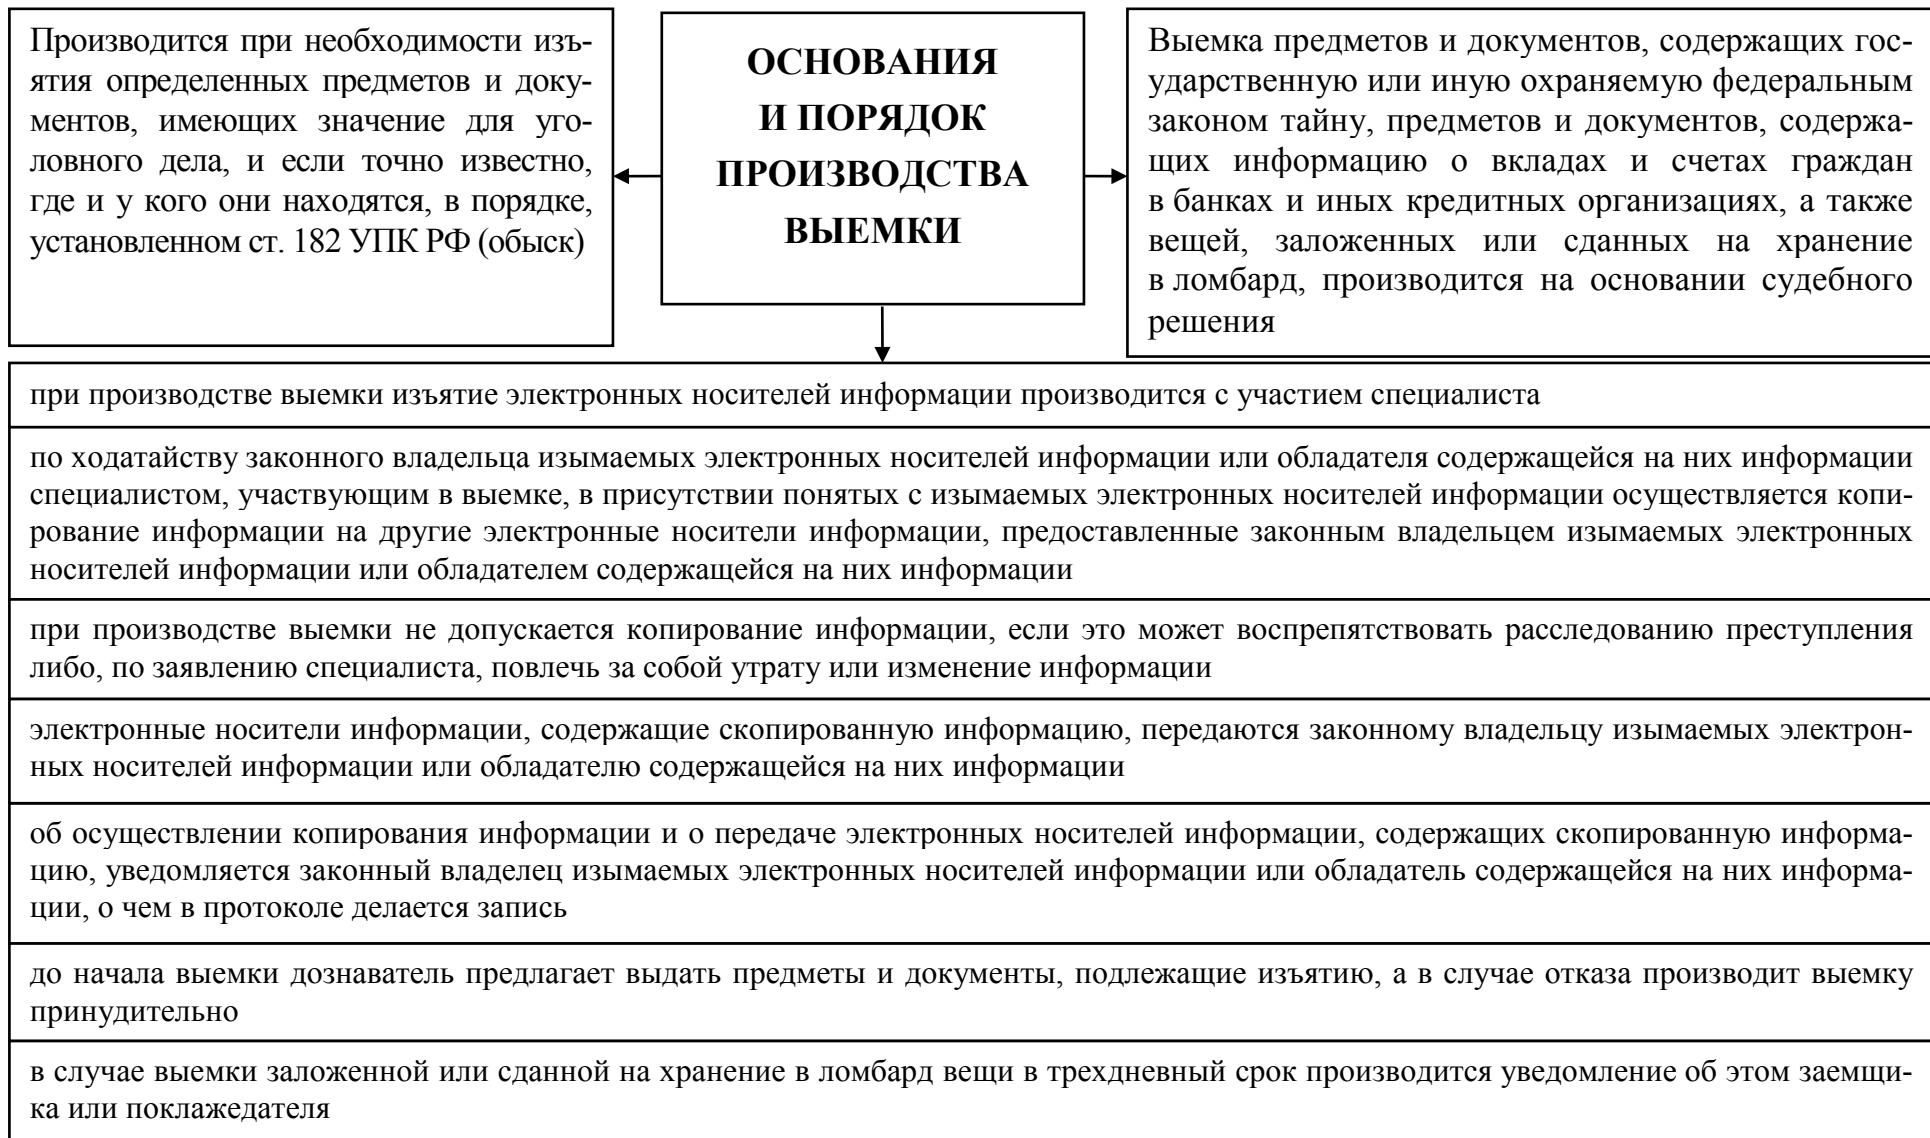 Производится при необходимости изъ-
ятия определенных предметов и доку-
ментов, имеющих значение для уго-
ловного дела, и если точно известно,
где и у кого они находятся, в порядке,
установленном ст. 182 УПК РФ (обыск)
ОСНОВАНИЯ
И ПОРЯДОК
ПРОИЗВОДСТВА
ВЫЕМКИ
Выемка предметов и документов, содержащих гос-
ударственную или иную охраняемую федеральным
законом тайну, предметов и документов, содержа-
щих информацию о вкладах и счетах граждан
в банках и иных кредитных организациях, а также
вещей, заложенных или сданных на хранение
в ломбард, производится на основании судебного
решения
при производстве выемки изъятие электронных носителей информации производится с участием специалиста
по ходатайству законного владельца изымаемых электронных носителей информации или обладателя содержащейся на них информации
специалистом, участвующим в выемке, в присутствии понятых с изымаемых электронных носителей информации осуществляется копи-
рование информации на другие электронные носители информации, предоставленные законным владельцем изымаемых электронных
носителей информации или обладателем содержащейся на них информации
при производстве выемки не допускается копирование информации, если это может воспрепятствовать расследованию преступления
либо, по заявлению специалиста, повлечь за собой утрату или изменение информации
электронные носители информации, содержащие скопированную информацию, передаются законному владельцу изымаемых электрон-
ных носителей информации или обладателю содержащейся на них информации
об осуществлении копирования информации и о передаче электронных носителей информации, содержащих скопированную информа-
цию, уведомляется законный владелец изымаемых электронных носителей информации или обладатель содержащейся на них информа-
ции, о чем в протоколе делается запись
до начала выемки дознаватель предлагает выдать предметы и документы, подлежащие изъятию, а в случае отказа производит выемку
принудительно
в случае выемки заложенной или сданной на хранение в ломбард вещи в трехдневный срок производится уведомление об этом заемщи-
ка или поклажедателя